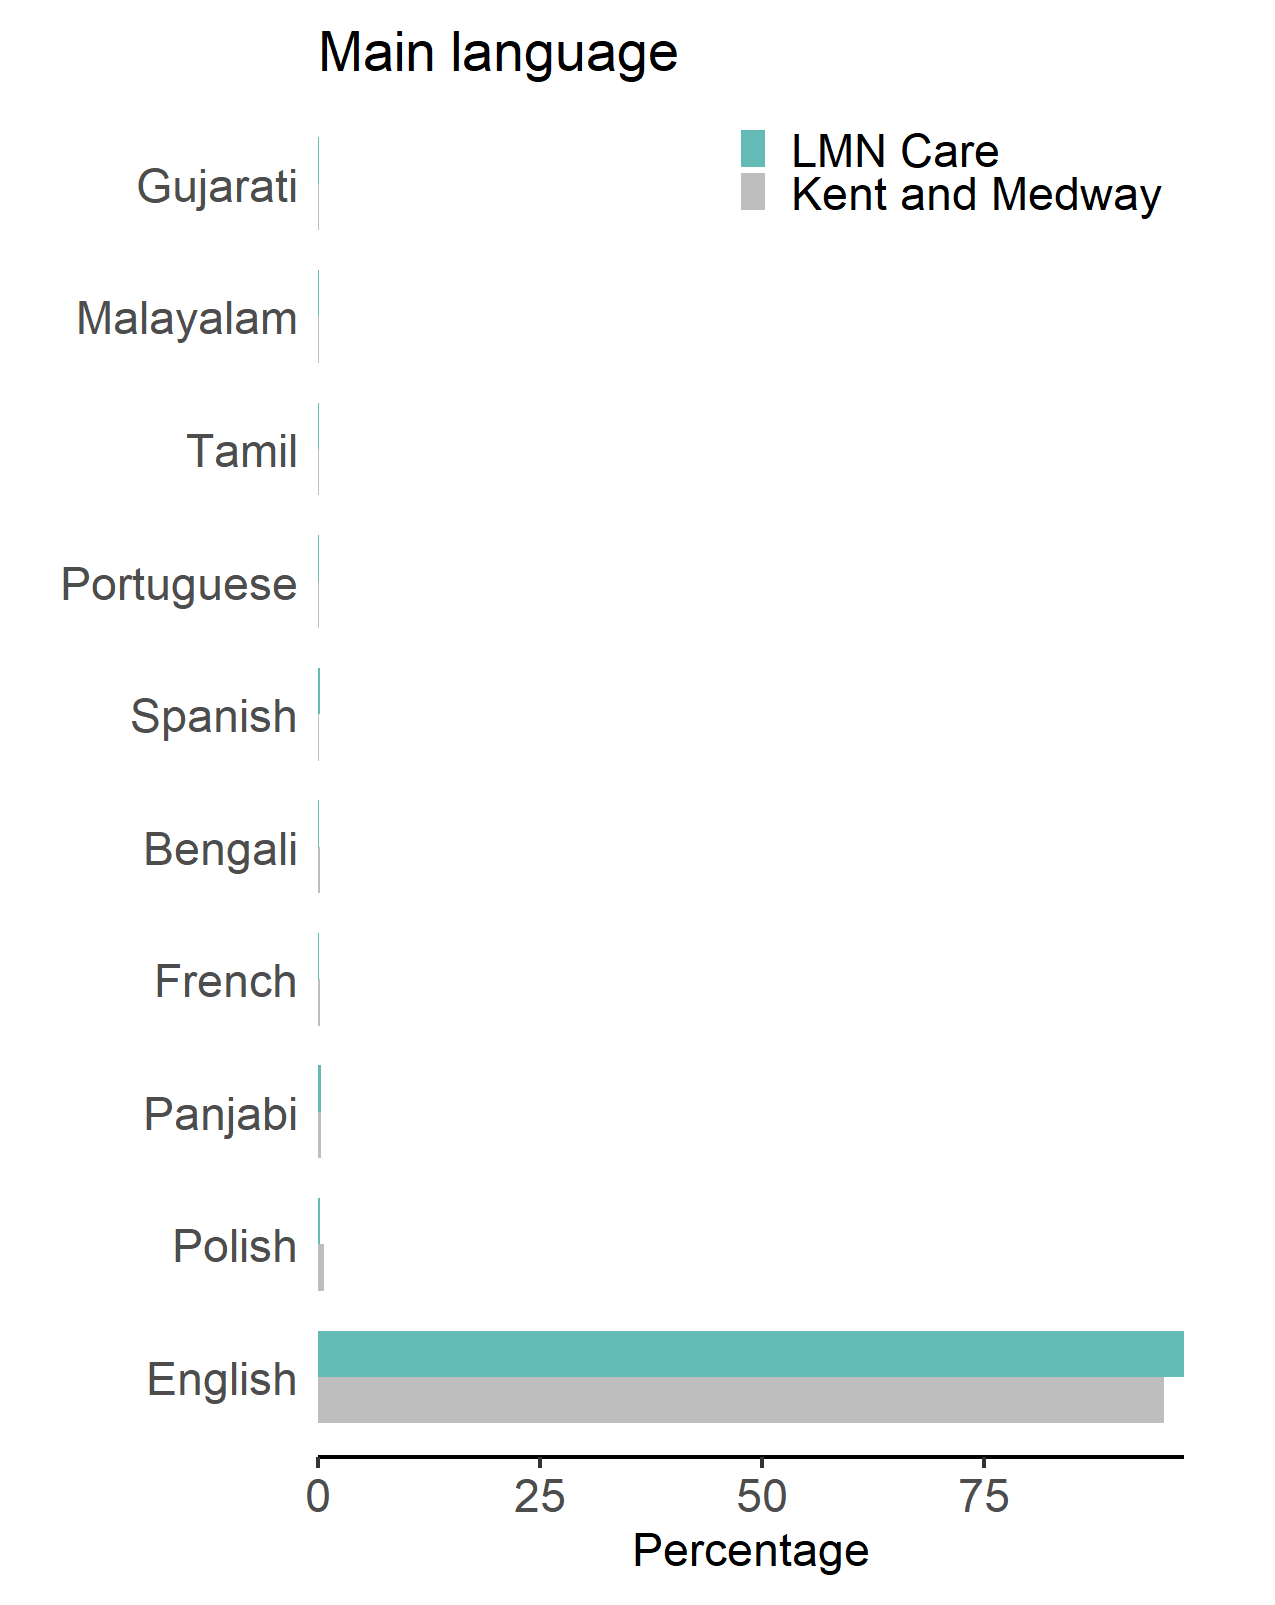 Main language
LMN Care
Kent and Medway
Gujarati
Malayalam
Tamil
Portuguese
Spanish
Bengali
French
Panjabi
Polish
English
0 25 50 75
Percentage